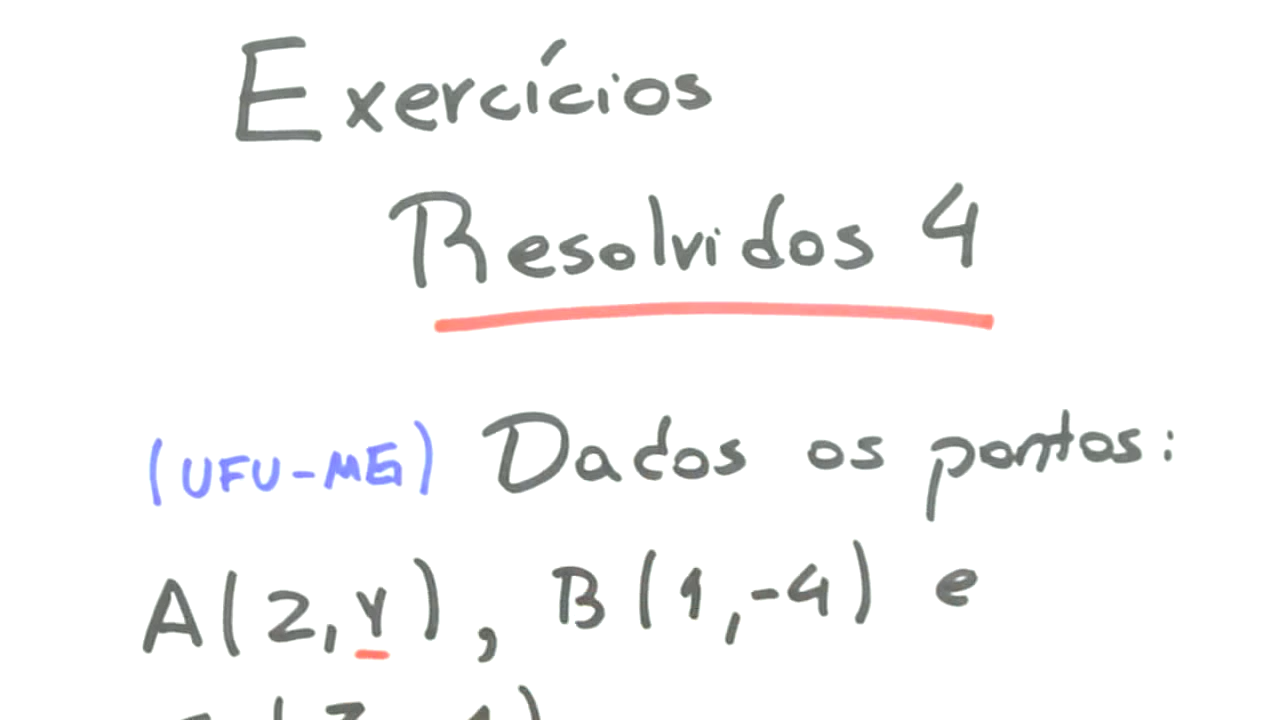 Exercícios
Resolvidos 4
(UFU-MG) Dados os pontos:
A(2,Y), B(1,-4) e